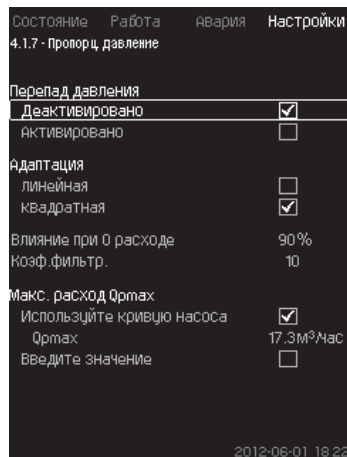 Состояние Работа Авария Настройки
4.1.7 - Пропорц. давление
Перепад давления
Деактивировано
Активировано
Адаптация
линейная
квадратная
Влияние при 0 расходе 90%
Коэф.фильтр. 10
Макс. расход Qpmax
Используйте кривую насоса
Qpmax 17.3м³/час
Введите значение
2012-06-01 18:22